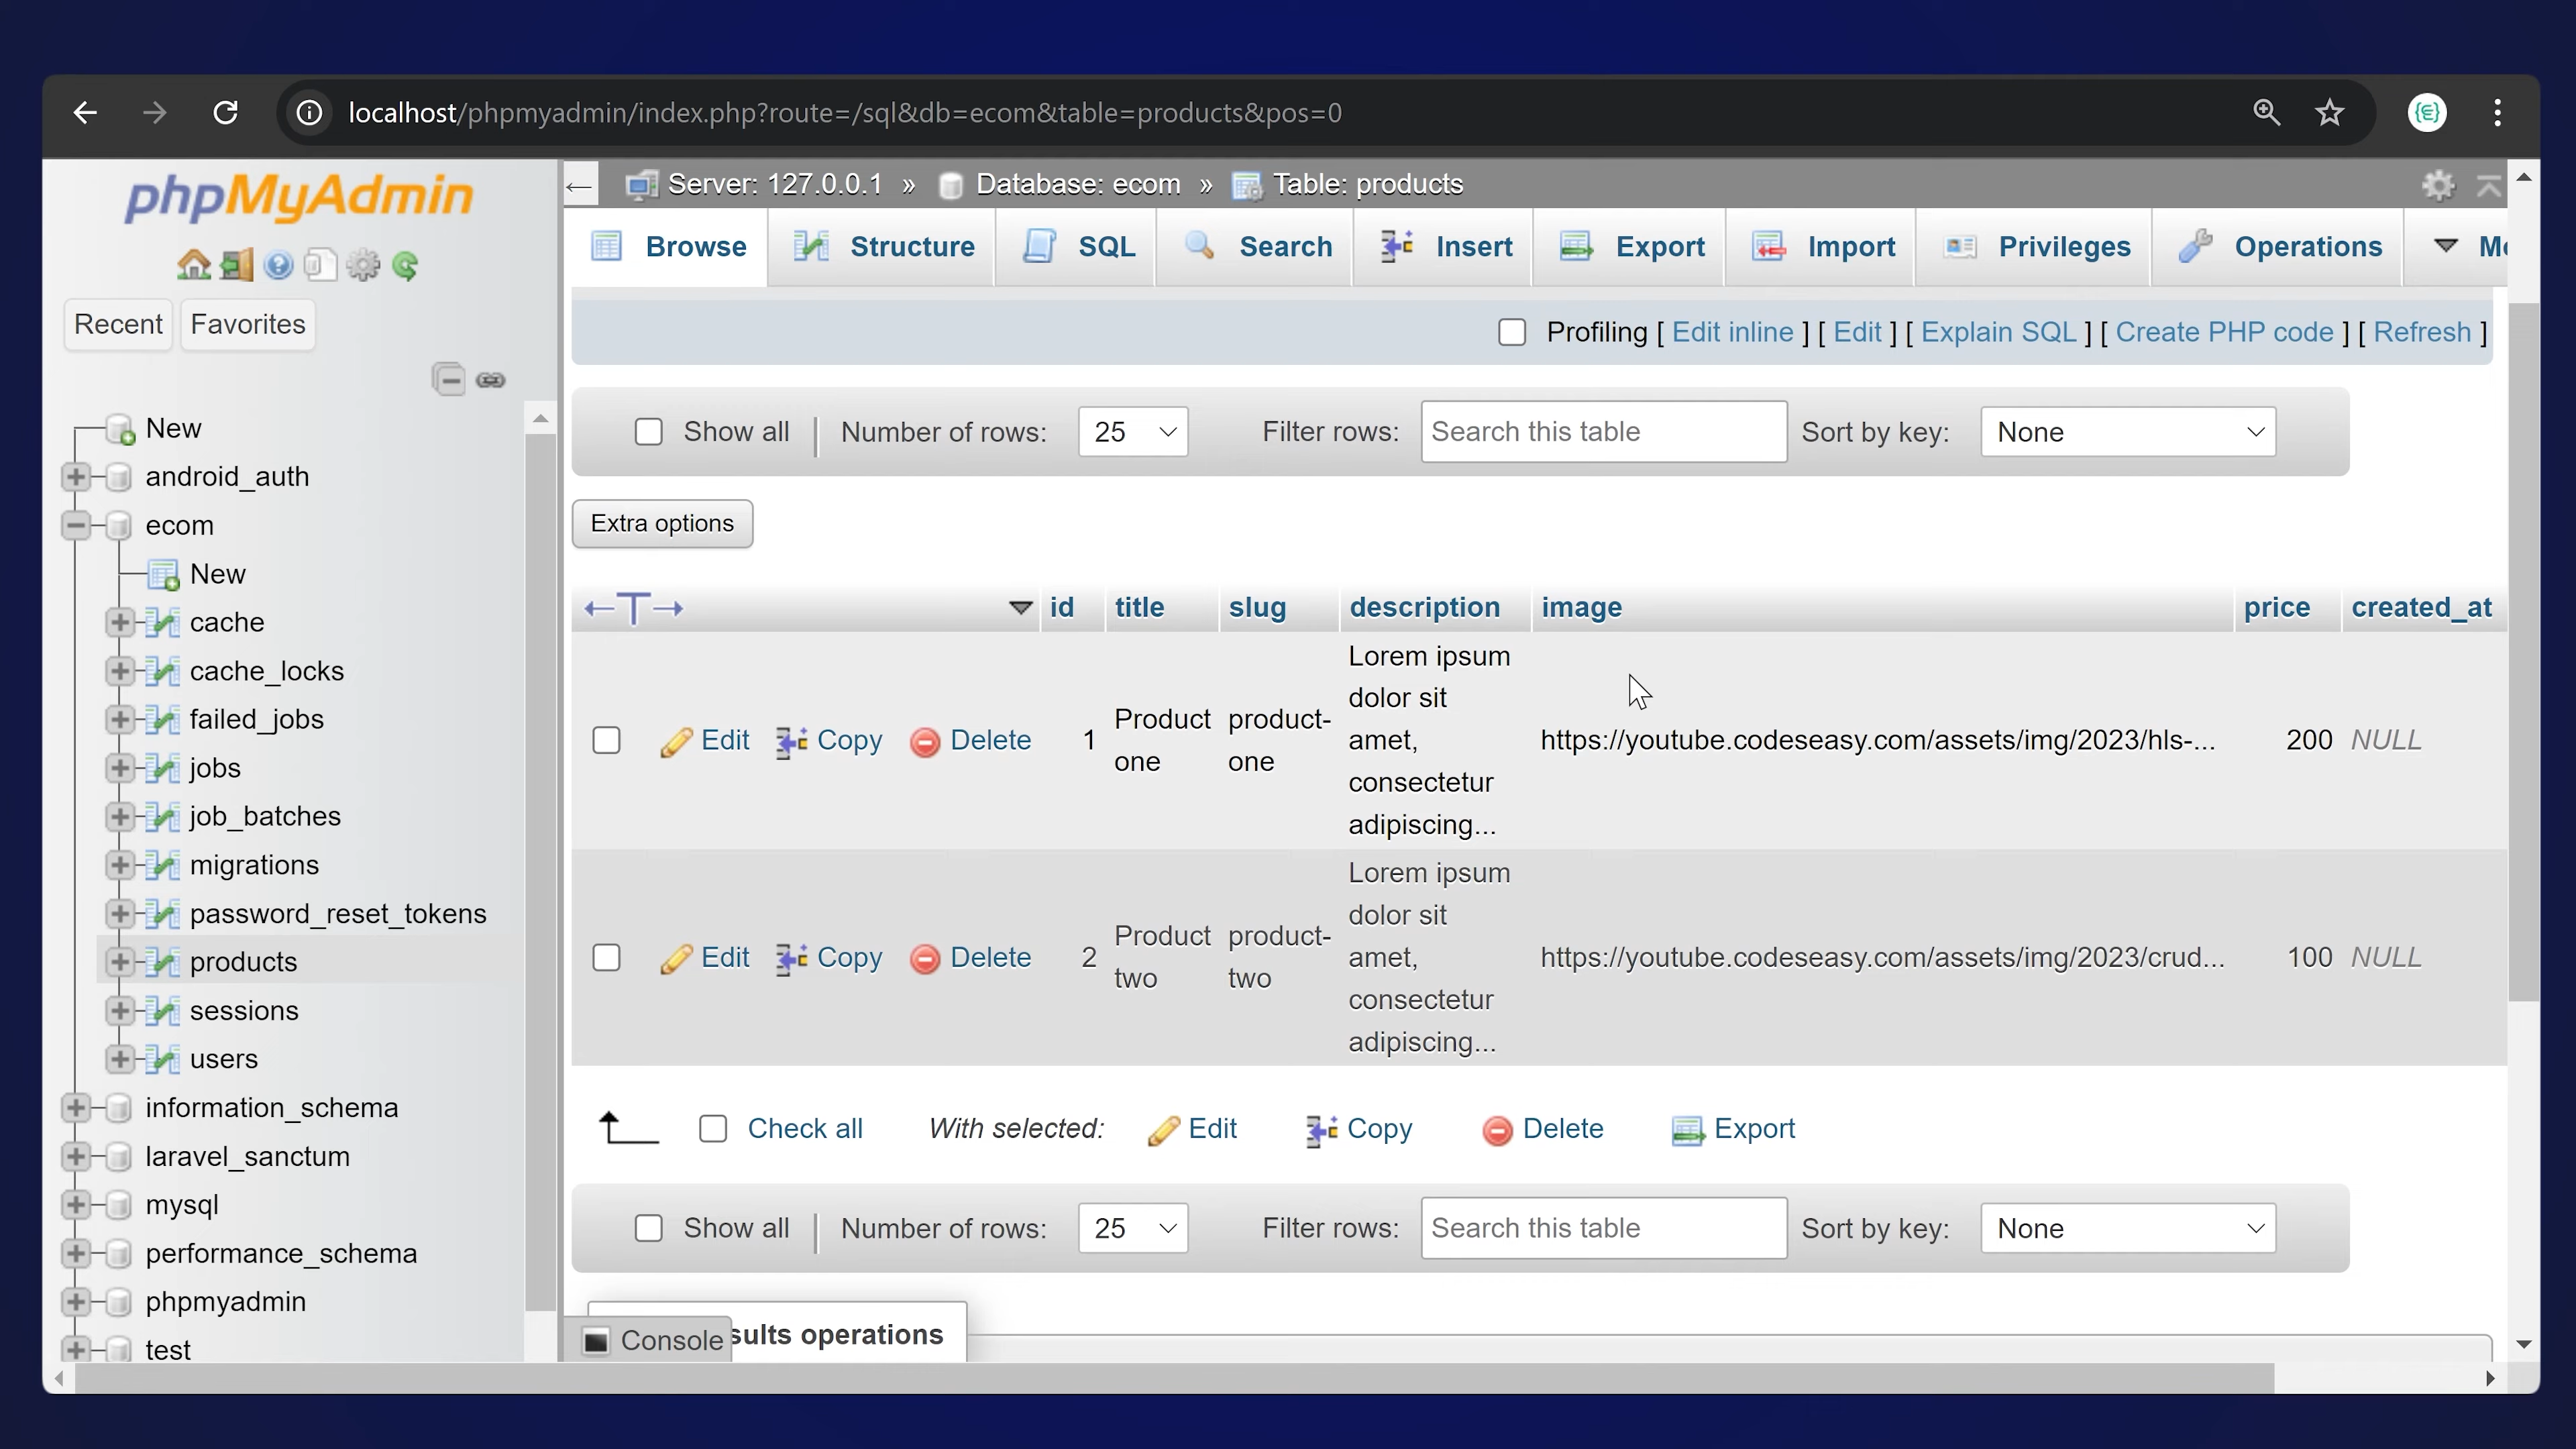 localhost/phpmyadmin/index.php?route=/sql&db=ecom&table=products&pos=0
phpMyAdmin
Recent Favorites
New
android_auth
ecom
New
cache
cache_locks
failed_jobs
jobs
job_batches
migrations
password_reset_tokens
products
sessions
users
information_schema
laravel_sanctum
mysql
performance_schema
phpmyadmin
test
Server: 127.0.0.1 » Database: ecom » Table: products
Browse Structure SQL Search Insert Export Import Privileges Operations
Profiling [ Edit inline ] [ Edit ] [ Explain SQL ] [ Create PHP code ] [ Refresh ]
Show all | Number of rows: 25 Filter rows: Search this table Sort by key: None
Extra options
←T→ id title slug description image price created_at
Edit Copy Delete 1 Product one product-one Lorem ipsum dolor sit amet, consectetur adipiscing... https://youtube.codeseasy.com/assets/img/2023/hls-... 200 NULL
Edit Copy Delete 2 Product two product-two Lorem ipsum dolor sit amet, consectetur adipiscing... https://youtube.codeseasy.com/assets/img/2023/crud... 100 NULL
Check all With selected: Edit Copy Delete Export
Show all | Number of rows: 25 Filter rows: Search this table Sort by key: None
Console sults operations